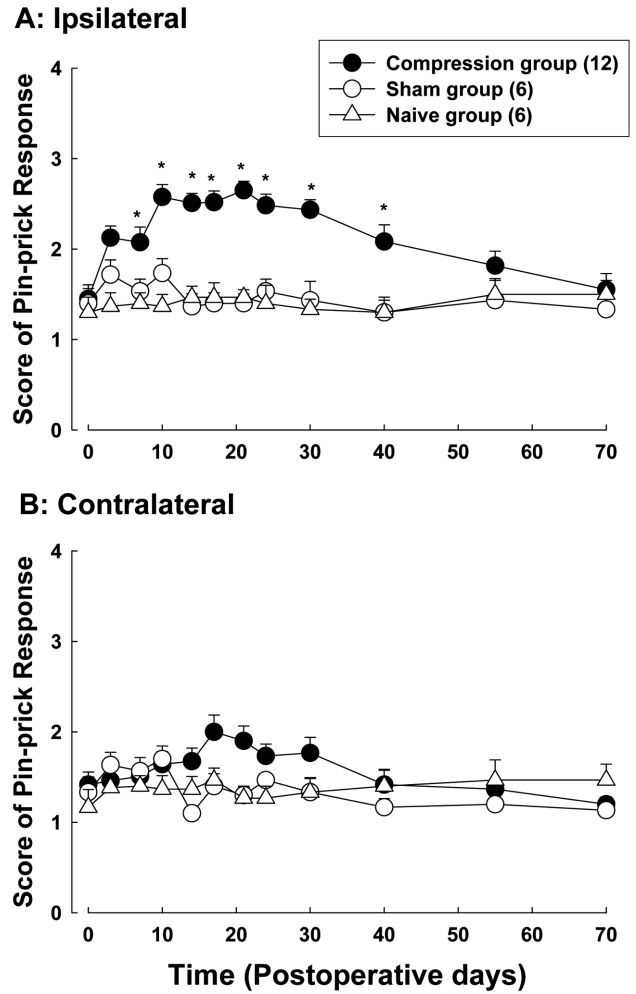 A: Ipsilateral
Compression group (12)
Sham group (6)
Naive group (6)
Score of Pin-prick Response
4
3
2
1
0
* * * * * * * *
0 10 20 30 40 50 60 70
B: Contralateral
Score of Pin-prick Response
4
3
2
1
0
0 10 20 30 40 50 60 70
Time (Postoperative days)